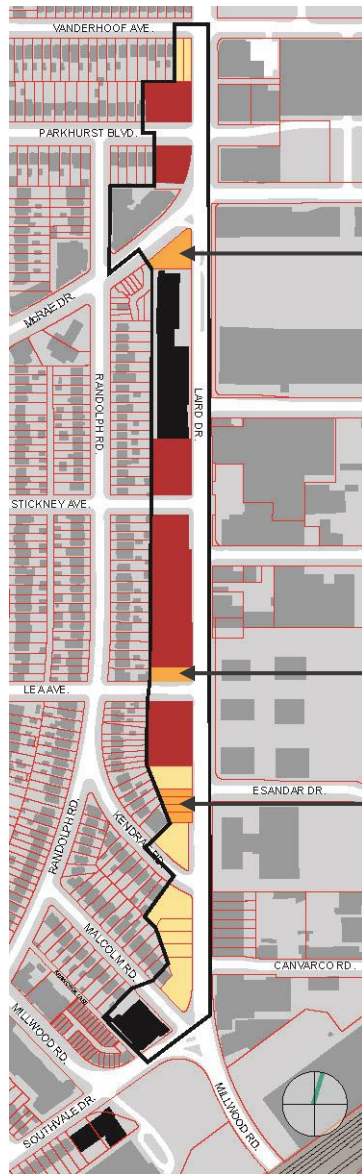 VANDERHOOF AVE.
PARKHURST BLVD.
McRAE DR.
RANDOLPH RD.
LAIRD DR.
STICKNEY AVE.
LEA AVE.
ESANDAR DR.
RANDOLPH RD.
KENDRAL RD.
MALCOLM RD.
CANVARCO RD.
MILLWOOD RD.
MILLWOOD RD.
SOUTHVALE DR.